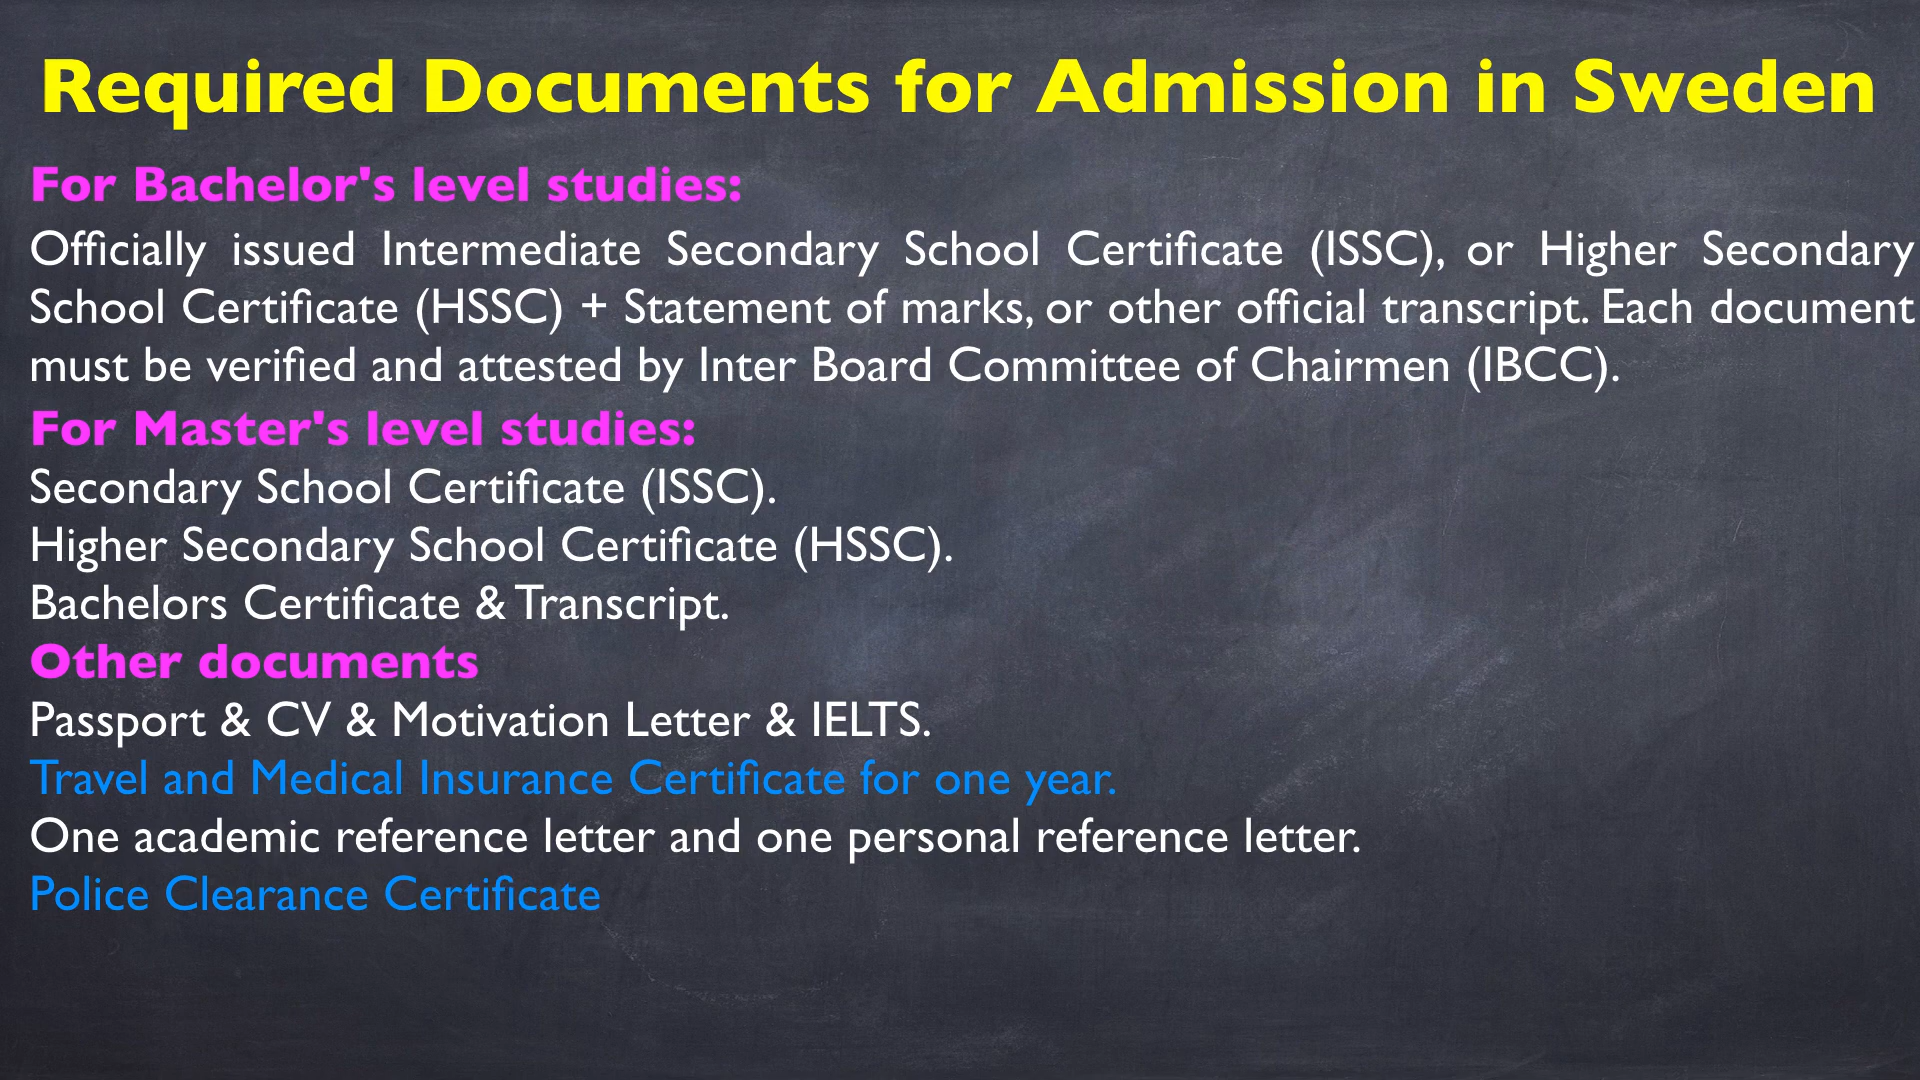 Required Documents for Admission in Sweden
For Bachelor's level studies:
Officially issued Intermediate Secondary School Certificate (ISSC), or Higher Secondary
School Certificate (HSSC) + Statement of marks, or other official transcript. Each document
must be verified and attested by Inter Board Committee of Chairmen (IBCC).
For Master's level studies:
Secondary School Certificate (ISSC).
Higher Secondary School Certificate (HSSC).
Bachelors Certificate & Transcript.
Other documents
Passport & CV & Motivation Letter & IELTS.
Travel and Medical Insurance Certificate for one year.
One academic reference letter and one personal reference letter.
Police Clearance Certificate